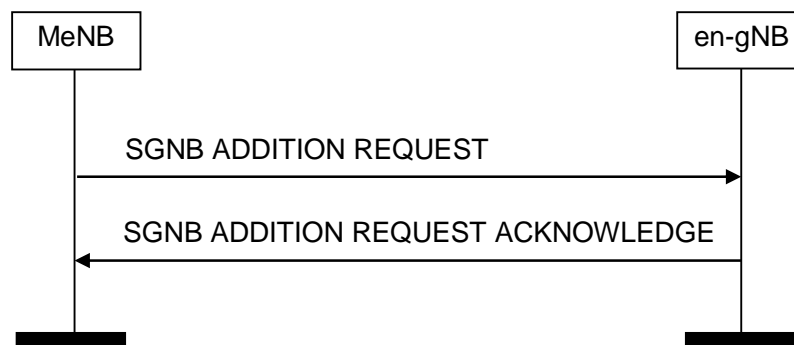 MeNB
en-gNB
SGNB ADDITION REQUEST
SGNB ADDITION REQUEST ACKNOWLEDGE